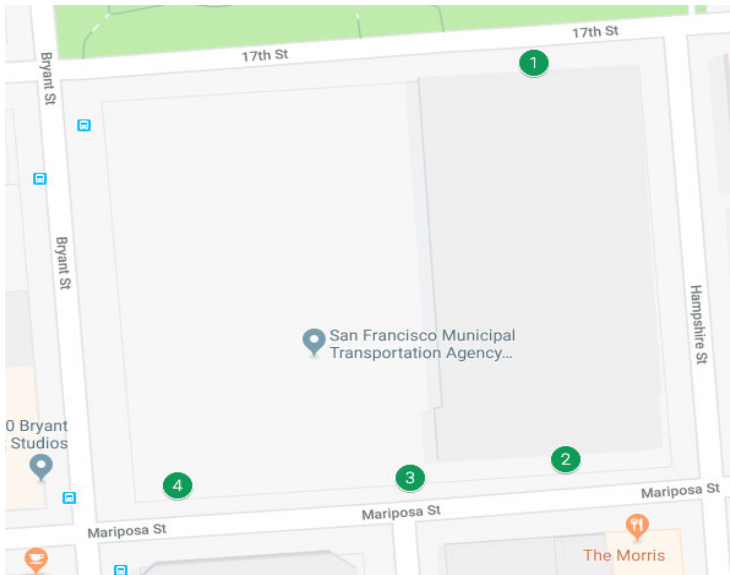 17th St
17th St
1
Bryant St
Bryant St
Hampshire St
San Francisco Municipal
Transportation Agency...
0 Bryant
t Studios
2
3
4
Mariposa St
Mariposa St
Mariposa St
The Morris